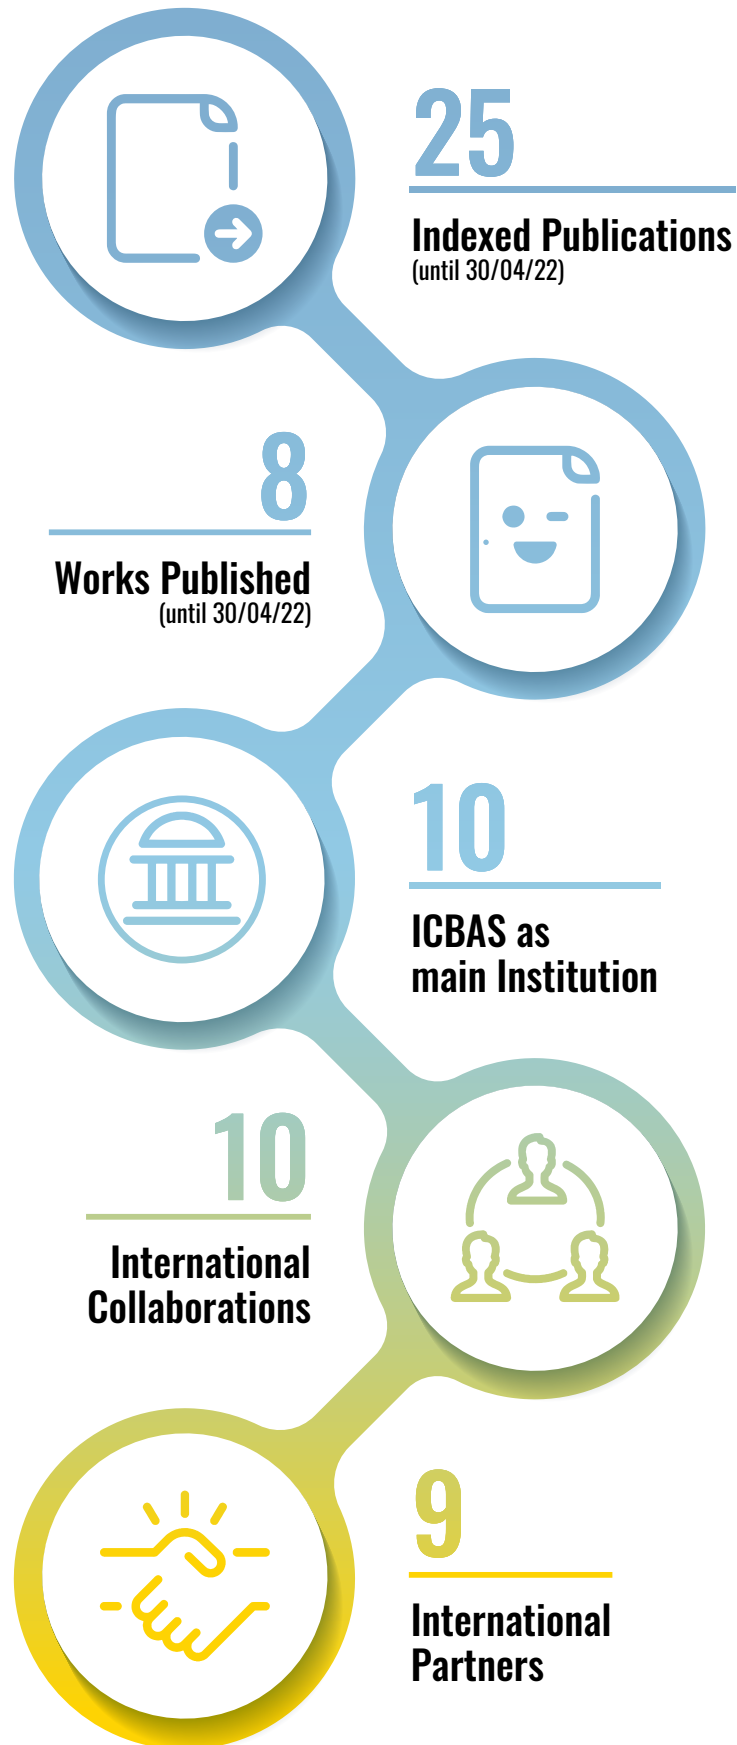 25
Indexed Publications
(until 30/04/22)
8
Works Published
(until 30/04/22)
10
ICBAS as
main Institution
10
International
Collaborations
9
International
Partners